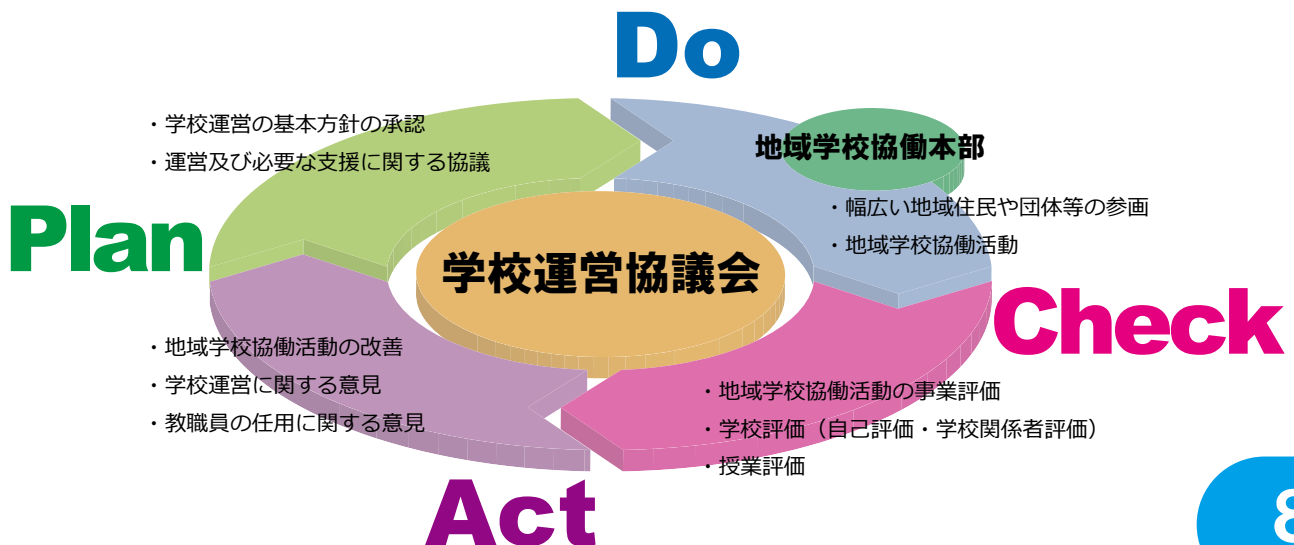 Do
・学校運営の基本方針の承認
・運営及び必要な支援に関する協議
地域学校協働本部
・幅広い地域住民や団体等の参画
・地域学校協働活動
Plan
学校運営協議会
Check
・地域学校協働活動の改善
・学校運営に関する意見
・教職員の任用に関する意見
・地域学校協働活動の事業評価
・学校評価（自己評価・学校関係者評価）
・授業評価
Act
8